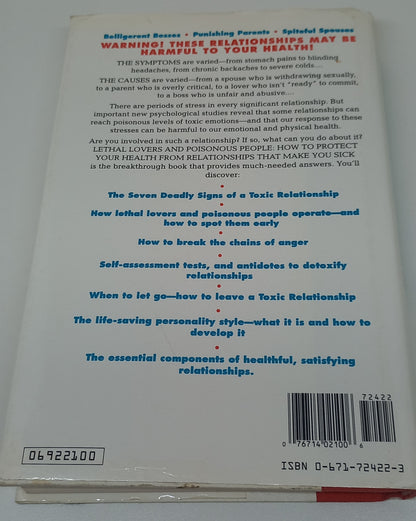 Belligerent Bosses • Punishing Parents • Spiteful Spouses
WARNING! THESE RELATIONSHIPS MAY BE
HARMFUL TO YOUR HEALTH!
THE SYMPTOMS are varied—from stomach pains to blinding
headaches, from chronic backaches to severe colds....
THE CAUSES are varied—from a spouse who is withdrawing sexually,
to a parent who is overly critical, to a lover who isn't "ready" to commit,
to a boss who is unfair and abusive....
There are periods of stress in every significant relationship. But
important new psychological studies reveal that some relationships can
reach poisonous levels of toxic emotions—and that our response to these
stresses can be harmful to our emotional and physical health.
Are you involved in such a relationship? If so, what can you do about it?
LETHAL LOVERS AND POISONOUS PEOPLE: HOW TO PROTECT
YOUR HEALTH FROM RELATIONSHIPS THAT MAKE YOU SICK
is the breakthrough book that provides much-needed answers. You'll
discover:
•
The Seven Deadly Signs of a Toxic Relationship
•
How lethal lovers and poisonous people operate—and
how to spot them early
•
How to break the chains of anger
•
Self-assessment tests, and antidotes to detoxify
relationships
•
When to let go—how to leave a Toxic Relationship
•
The life-saving personality style—what it is and how to
develop it
•
The essential components of healthful, satisfying
relationships.
72422
0 76714 02100 6
06922100
ISBN 0-671-72422-3